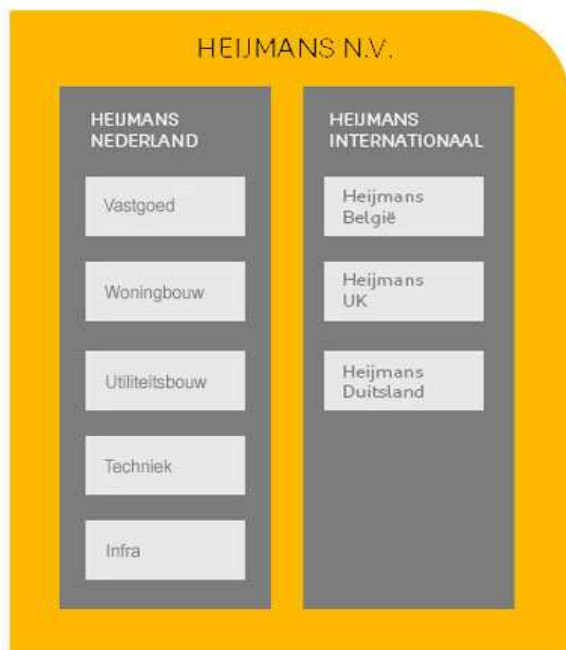 HEIJMANS N.V.
HEIJMANS
NEDERLAND
Vastgoed
Woningbouw
Utiliteitsbouw
Techniek
Infra
HEIJMANS
INTERNATIONAAL
Heijmans
België
Heijmans
UK
Heijmans
Duitsland